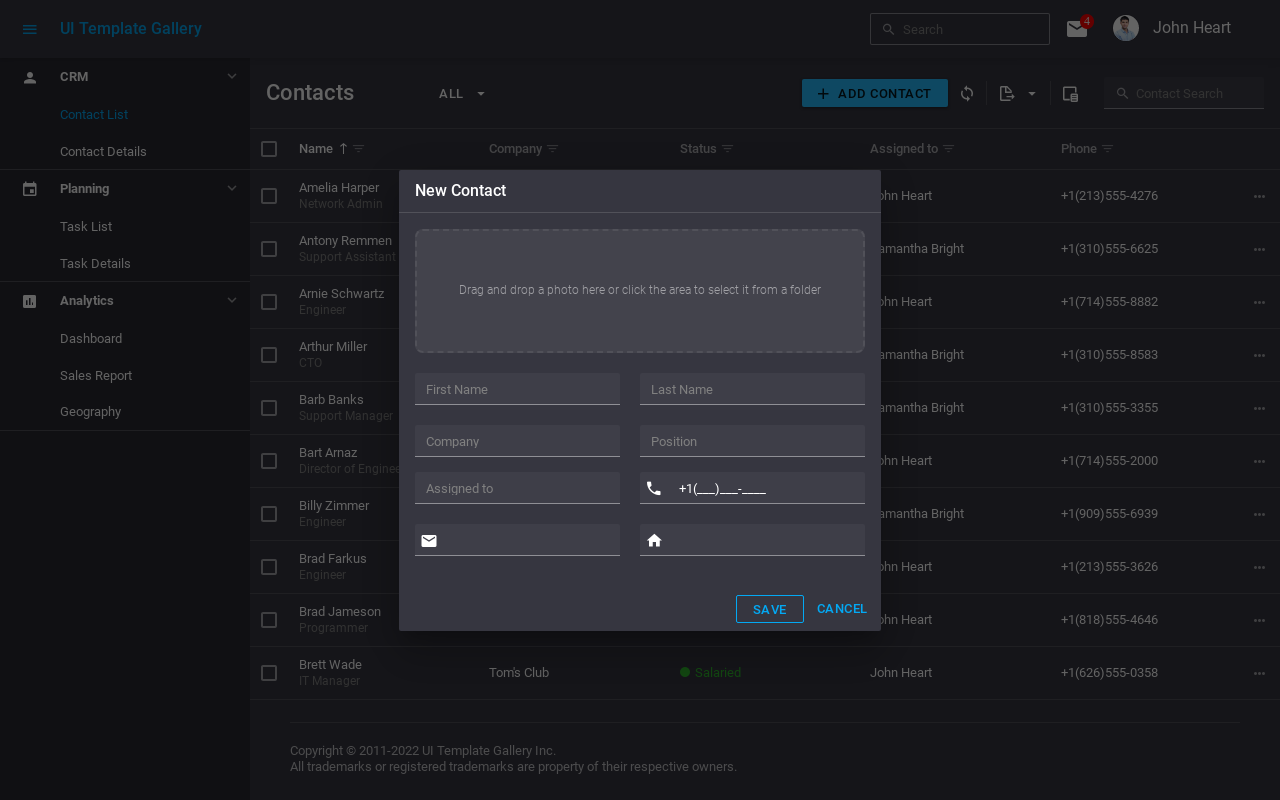 UI Template Gallery
Search
4
John Heart
CRM
Contact List
Contact Details
Planning
Task List
Task Details
Analytics
Dashboard
Sales Report
Geography
Contacts
ALL
ADD CONTACT
Contact Search
Name
Company
Status
Assigned to
Phone
Amelia Harper
Network Admin
ohn Heart
+1(213)555-4276
Antony Remmen
Support Assistant
amantha Bright
+1(310)555-6625
Arnie Schwartz
Engineer
ohn Heart
+1(714)555-8882
Arthur Miller
CTO
amantha Bright
+1(310)555-8583
Barb Banks
Support Manager
amantha Bright
+1(310)555-3355
Bart Arnaz
Director of Enginee
ohn Heart
+1(714)555-2000
Billy Zimmer
Engineer
amantha Bright
+1(909)555-6939
Brad Farkus
Engineer
ohn Heart
+1(213)555-3626
Brad Jameson
Programmer
ohn Heart
+1(818)555-4646
Brett Wade
IT Manager
Tom's Club
Salaried
John Heart
+1(626)555-0358
New Contact
Drag and drop a photo here or click the area to select it from a folder
First Name
Last Name
Company
Position
Assigned to
+1(___)___-____
SAVE
CANCEL
Copyright © 2011-2022 UI Template Gallery Inc.
All trademarks or registered trademarks are property of their respective owners.